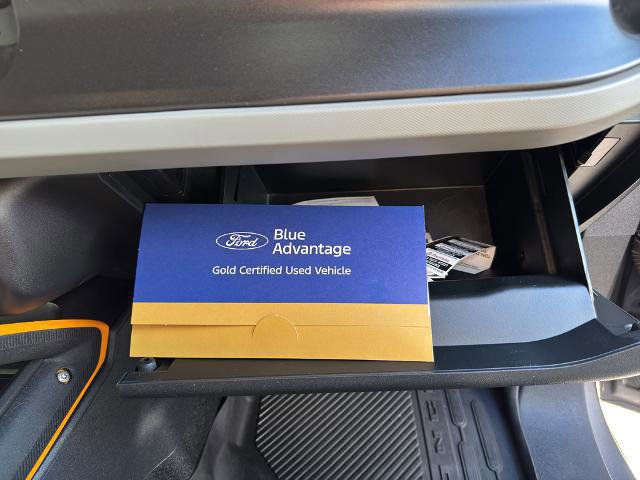 Ford
Blue
Advantage
Gold Certified Used Vehicle